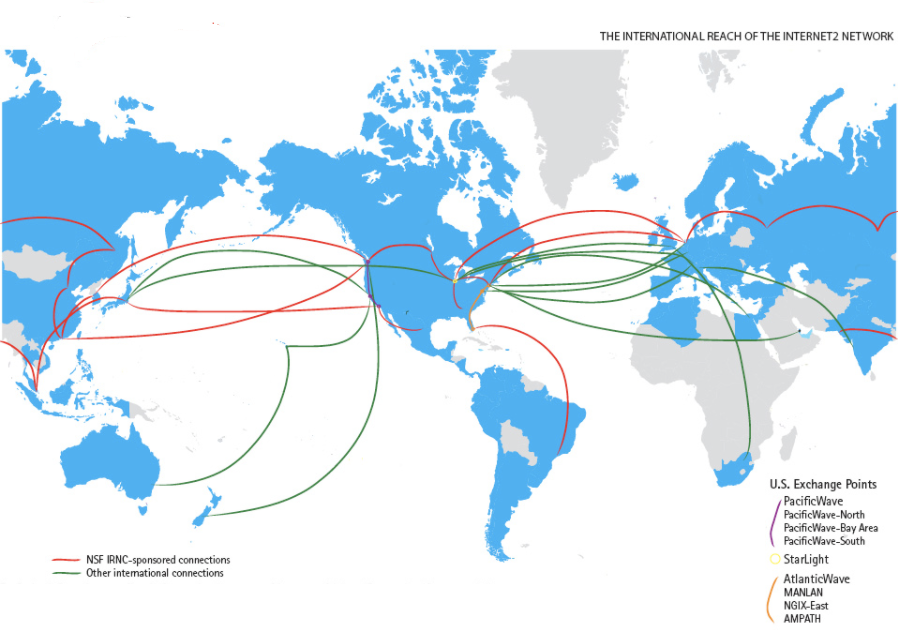 THE INTERNATIONAL REACH OF THE INTERNET2 NETWORK
U.S. Exchange Points
PacificWave
PacificWave-North
PacificWave-Bay Area
PacificWave-South
StarLight
AtlanticWave
MANLAN
NGIX-East
AMPATH
NSF IRNC-sponsored connections
Other international connections